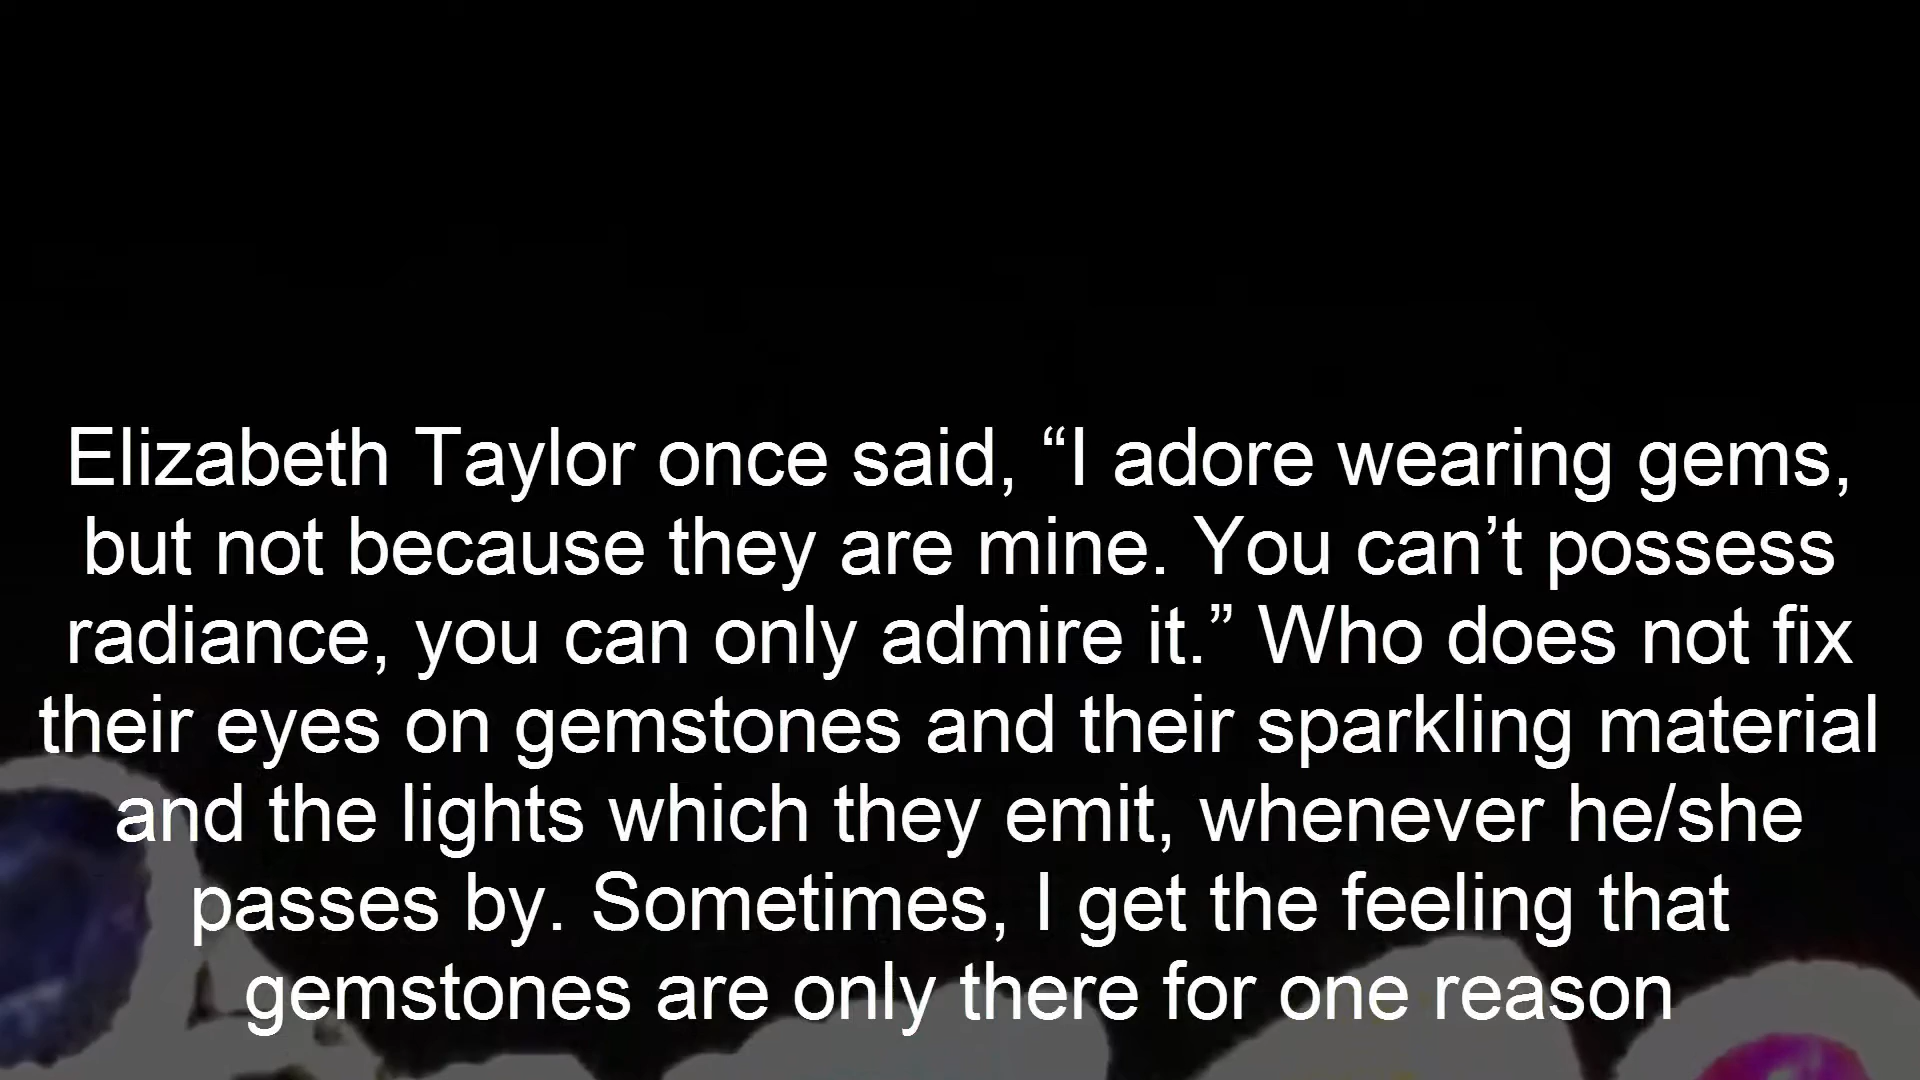 Elizabeth Taylor once said, “I adore wearing gems,
but not because they are mine. You can’t possess
radiance, you can only admire it.” Who does not fix
their eyes on gemstones and their sparkling material
and the lights which they emit, whenever he/she
passes by. Sometimes, I get the feeling that
gemstones are only there for one reason